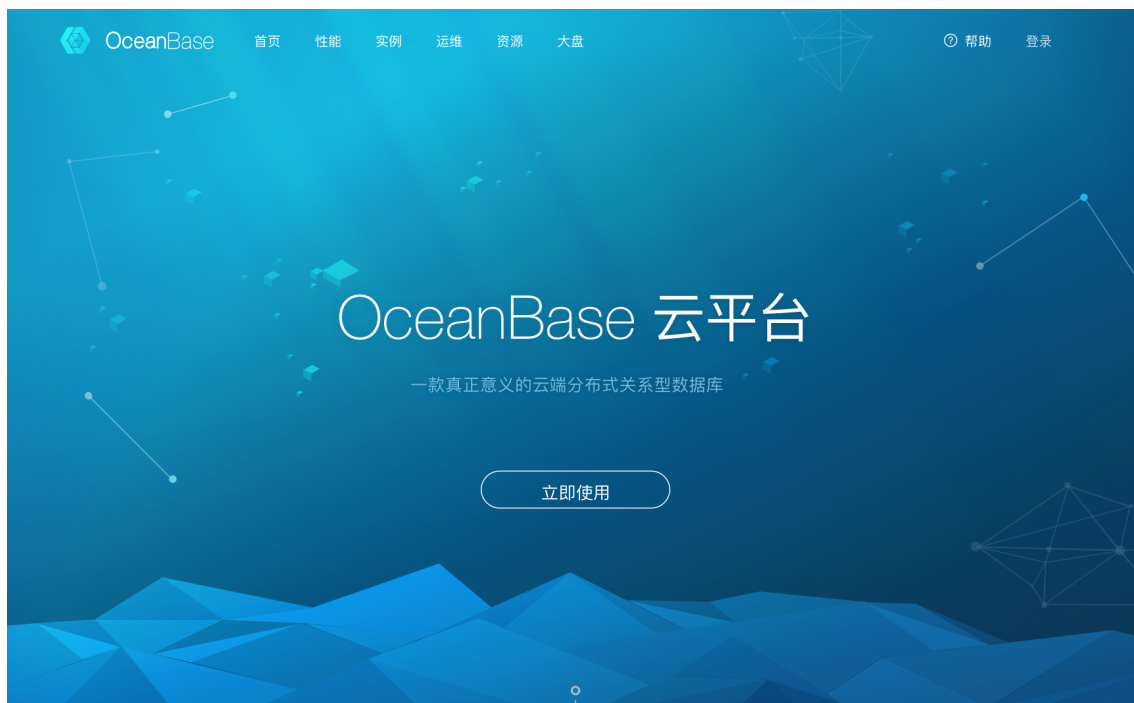 OceanBase 首页 性能 实例 运维 资源 大盘 ? 帮助 登录
OceanBase 云平台
一款真正意义的云端分布式关系型数据库
立即使用